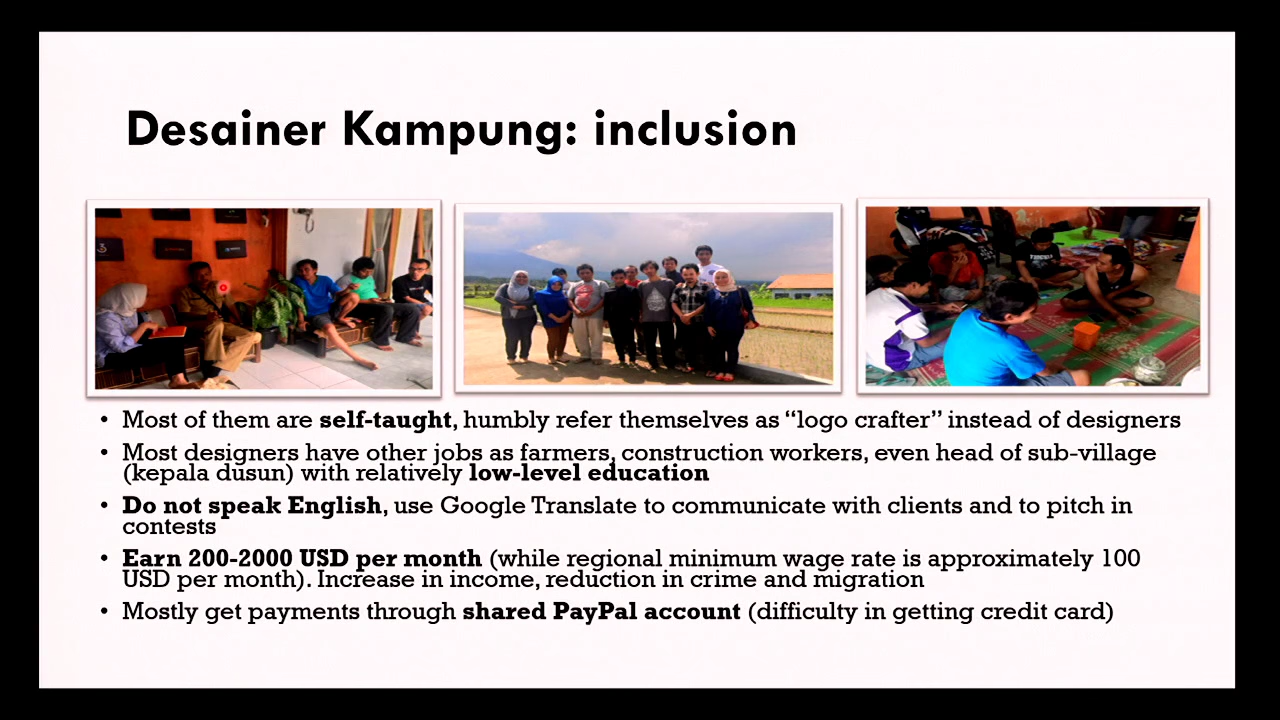 Desainer Kampung: inclusion
• Most of them are self-taught, humbly refer themselves as “logo crafter” instead of designers
• Most designers have other jobs as farmers, construction workers, even head of sub-village
(kepala dusun) with relatively low-level education
• Do not speak English, use Google Translate to communicate with clients and to pitch in
contests
• Earn 200-2000 USD per month (while regional minimum wage rate is approximately 100
USD per month). Increase in income, reduction in crime and migration
• Mostly get payments through shared PayPal account (difficulty in getting credit card)